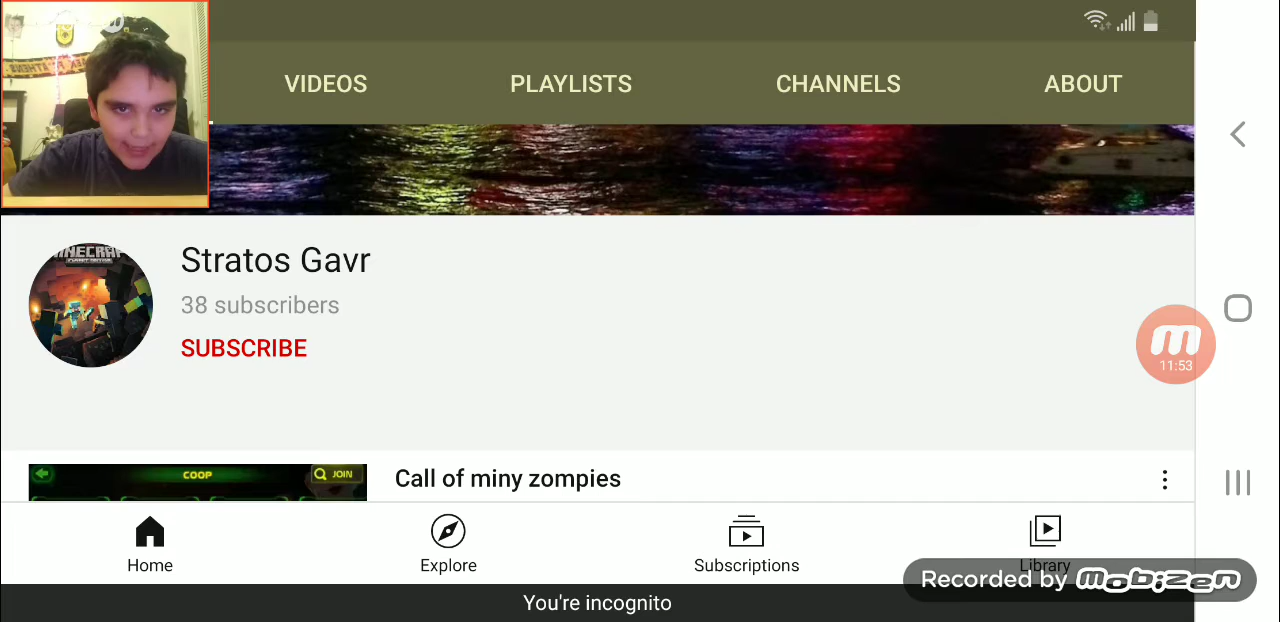 VIDEOS PLAYLISTS CHANNELS ABOUT
Stratos Gavr
38 subscribers
SUBSCRIBE
11:53
COOP
JOIN
Call of miny zompies
Home Explore Subscriptions Library
Recorded by mobizen
You're incognito